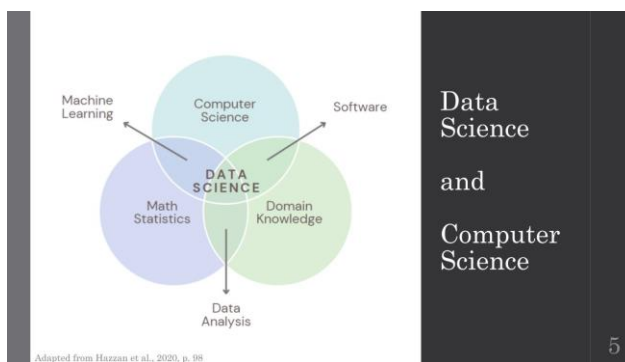 Machine
Learning
Computer
Science
Software
DATA
SCIENCE
Math
Statistics
Domain
Knowledge
Data
Analysis
Adapted from Hazzan et al., 2020, p. 98
Data
Science
and
Computer
Science
5